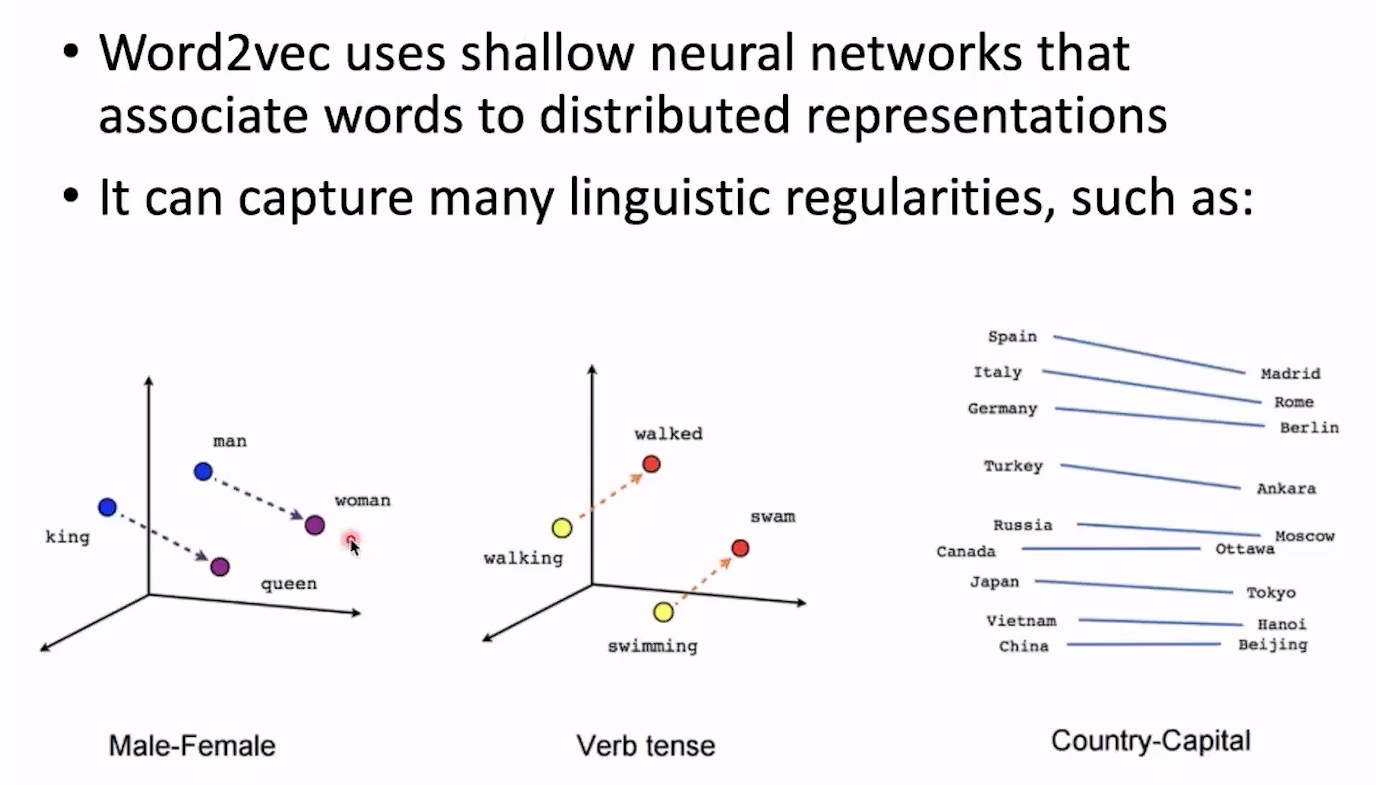 • Word2vec uses shallow neural networks that
associate words to distributed representations
• It can capture many linguistic regularities, such as:
man
woman
king
queen
Male-Female
walked
swam
walking
swimming
Verb tense
Spain
Madrid
Italy
Rome
Germany
Berlin
Turkey
Ankara
Russia
Moscow
Canada
Ottawa
Japan
Tokyo
Vietnam
Hanoi
China
Beijing
Country-Capital